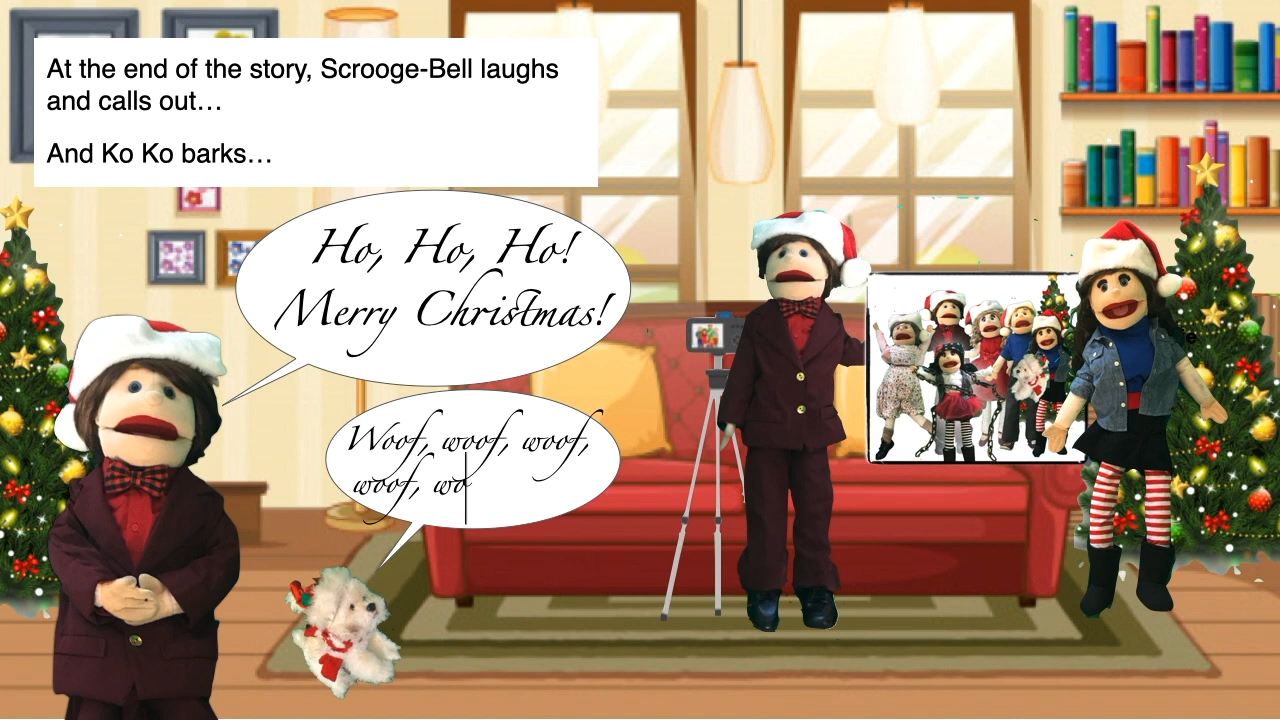 At the end of the story, Scrooge-Bell laughs
and calls out…
And Ko Ko barks…
Ho, Ho, Ho!
Merry Christmas!
Woof, woof, woof,
woof, wo